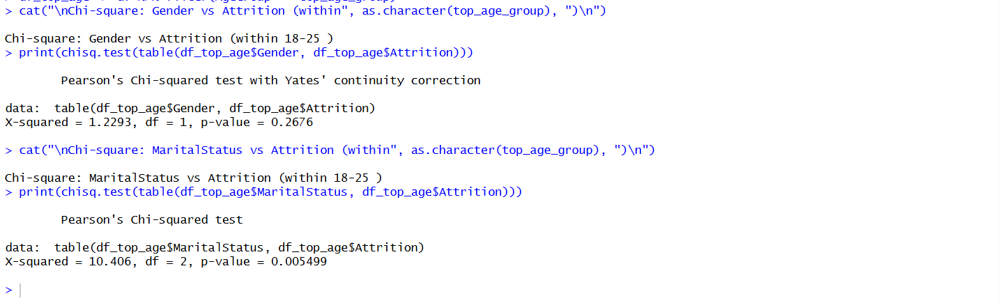 > cat("\nChi-square: Gender vs Attrition (within", as.character(top_age_group), ")\n")
Chi-square: Gender vs Attrition (within 18-25 )
> print(chisq.test(table(df_top_age$Gender, df_top_age$Attrition)))
Pearson's Chi-squared test with Yates' continuity correction
data:  table(df_top_age$Gender, df_top_age$Attrition)
X-squared = 1.2293, df = 1, p-value = 0.2676
> cat("\nChi-square: MaritalStatus vs Attrition (within", as.character(top_age_group), ")\n")
Chi-square: MaritalStatus vs Attrition (within 18-25 )
> print(chisq.test(table(df_top_age$MaritalStatus, df_top_age$Attrition)))
Pearson's Chi-squared test
data:  table(df_top_age$MaritalStatus, df_top_age$Attrition)
X-squared = 10.406, df = 2, p-value = 0.005499
>